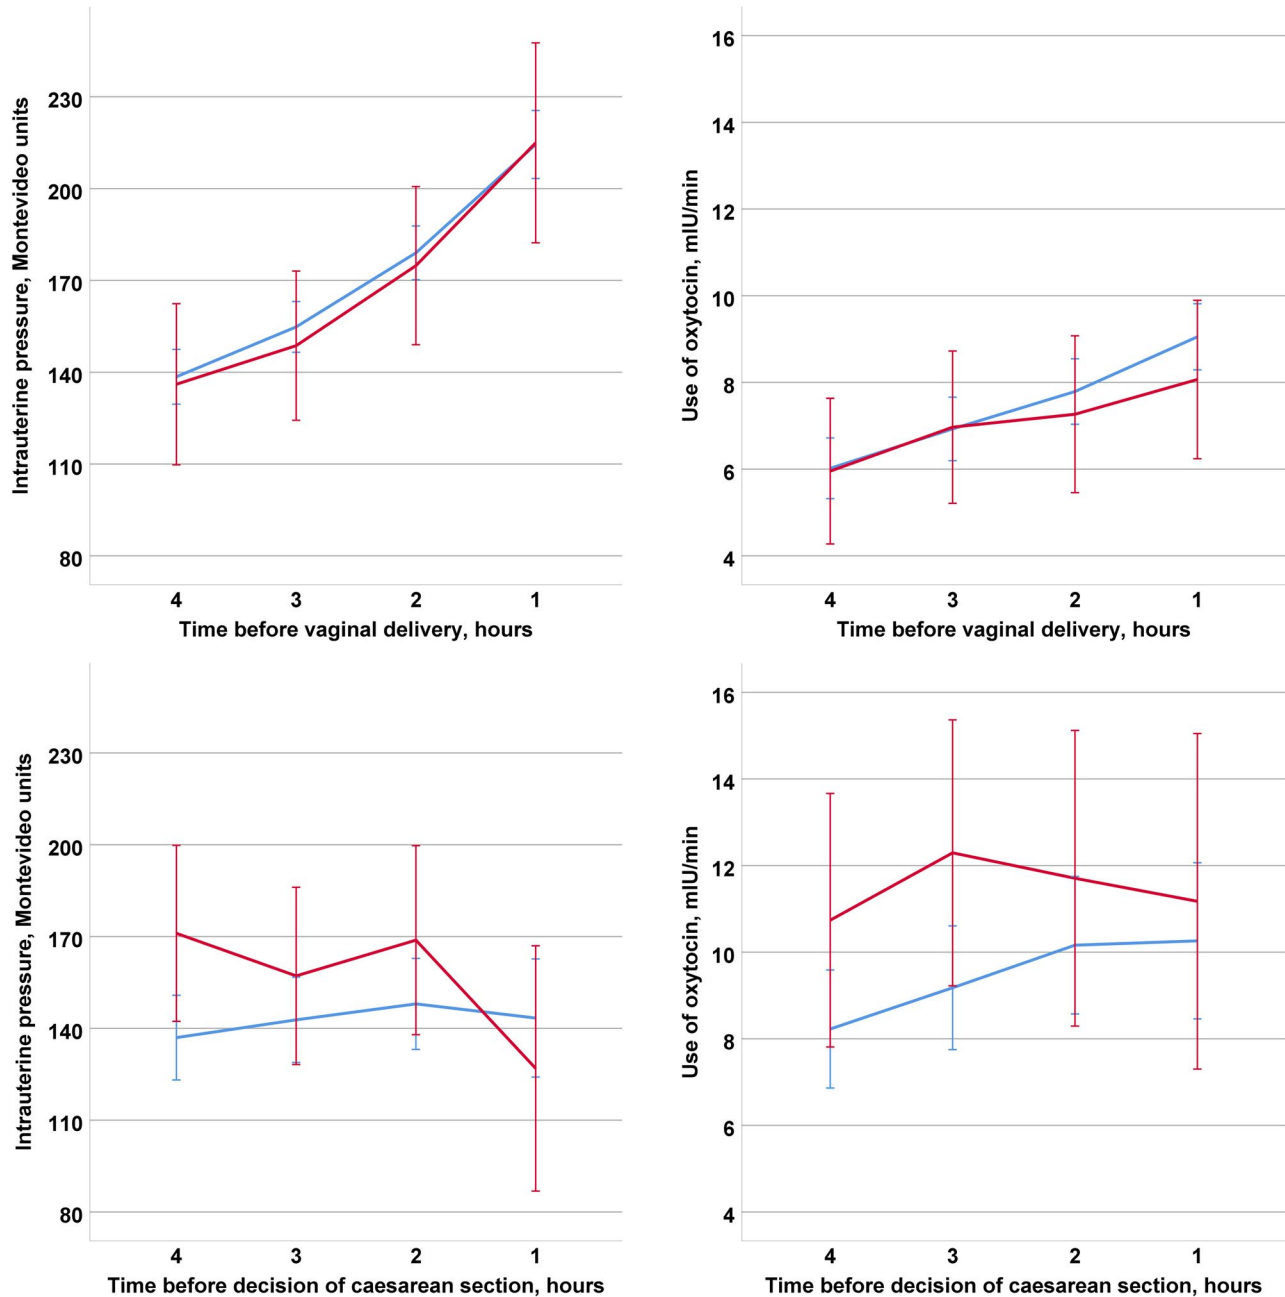 Intrauterine pressure, Montevideo units
230
200
170
140
110
80
4 3 2 1
Time before vaginal delivery, hours
Use of oxytocin, mIU/min
16
14
12
10
8
6
4
4 3 2 1
Time before vaginal delivery, hours
Intrauterine pressure, Montevideo units
230
200
170
140
110
80
4 3 2 1
Time before decision of caesarean section, hours
Use of oxytocin, mIU/min
16
14
12
10
8
6
4
4 3 2 1
Time before decision of caesarean section, hours